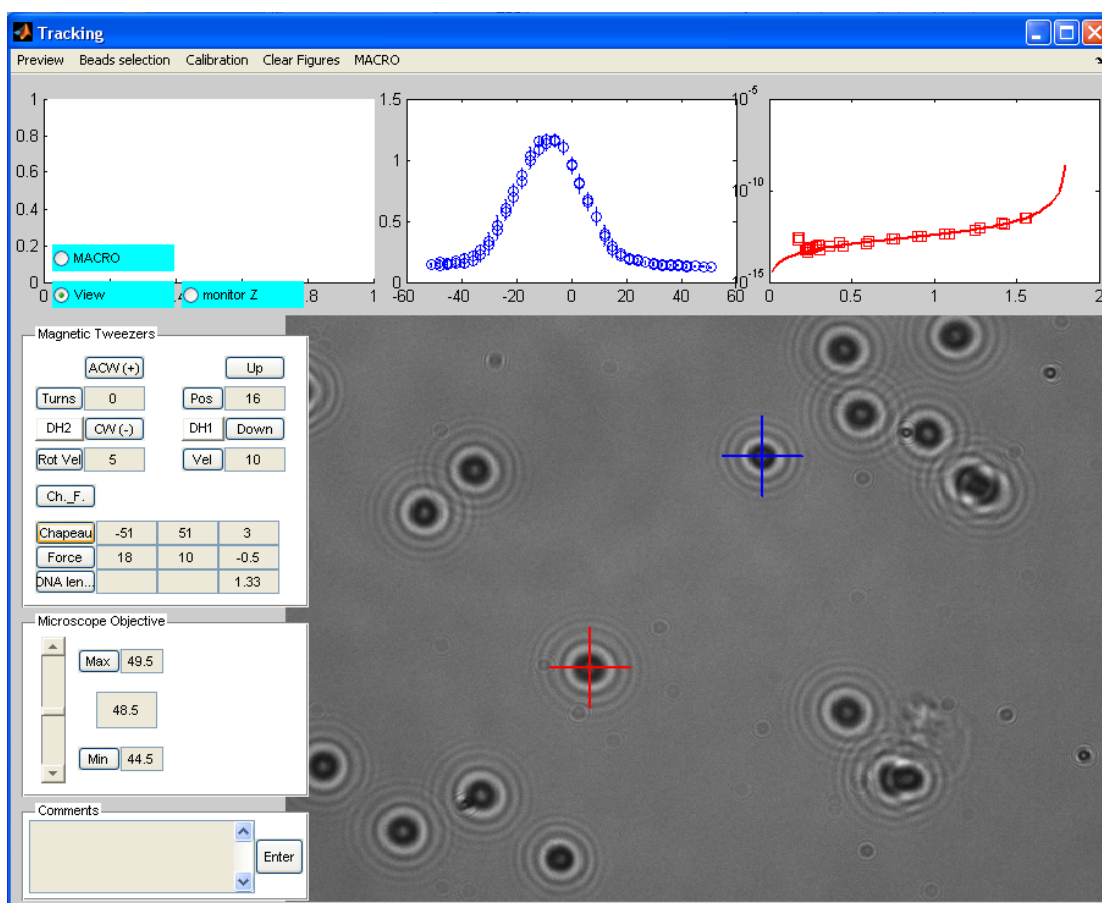 Tracking
Preview Beads selection Calibration Clear Figures MACRO
1 1.5 10^-5
0.8
0.6 1 10^-10
0.4 0.5
0.2
MACRO
0 0 10^-15
0 .4 0.8 1 -60 -40 -20 0 20 40 60 0 0.5 1 1.5 2
View monitor Z
Magnetic Tweezers
ACW (+) Up
Turns 0 Pos 16
DH2 CW (-) DH1 Down
Rot Vel 5 Vel 10
Ch._F.
Chapeau -51 51 3
Force 18 10 -0.5
DNA len... 1.33
Microscope Objective
Max 49.5
48.5
Min 44.5
Comments
Enter